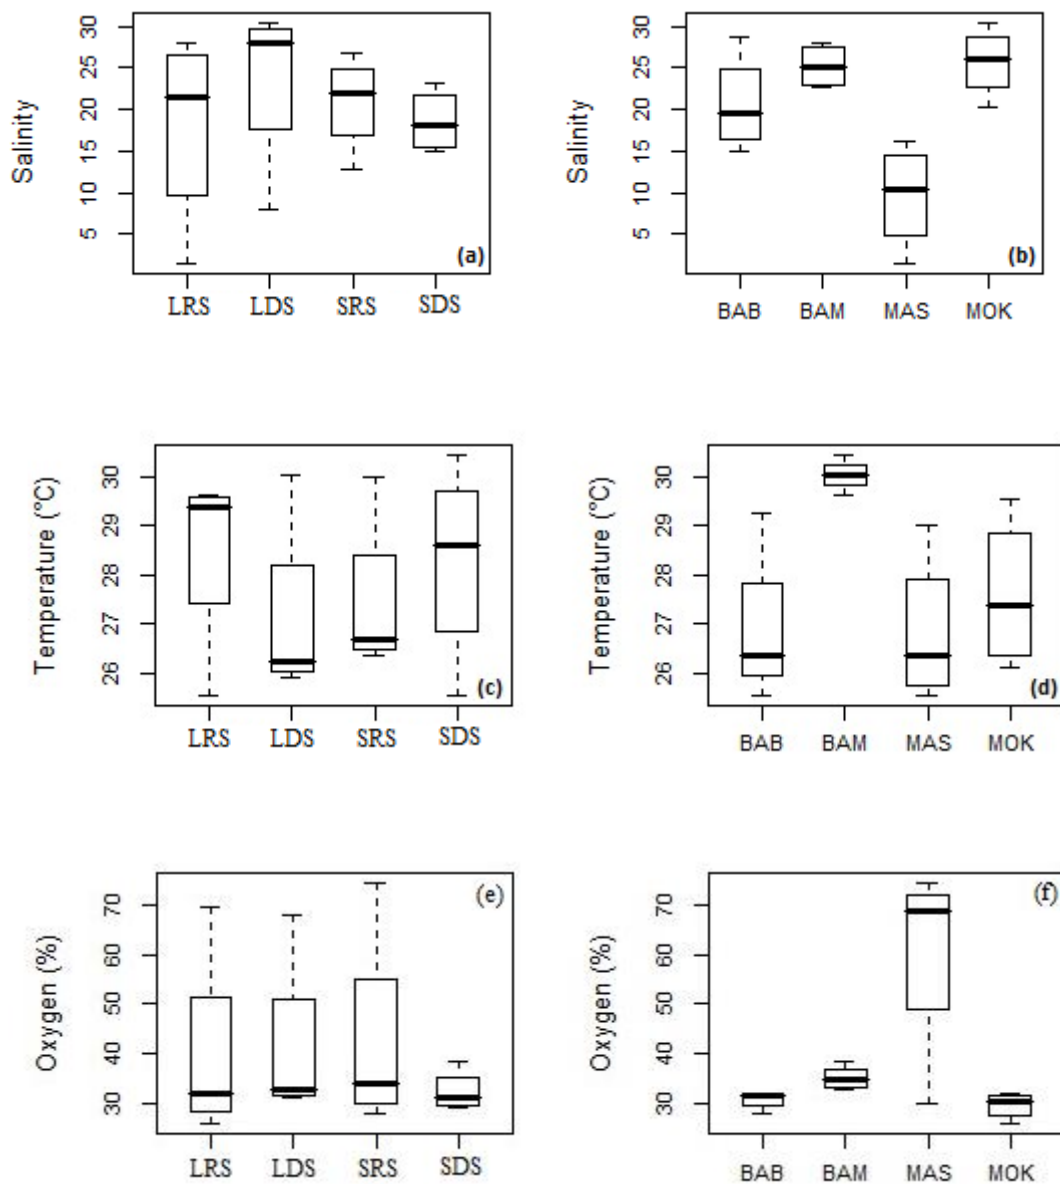 Salinity
30
25
20
15
10
5
(a)
LRS LDS SRS SDS
Salinity
30
25
20
15
10
5
(b)
BAB BAM MAS MOK
Temperature (°C)
30
29
28
27
26
(c)
LRS LDS SRS SDS
Temperature (°C)
30
29
28
27
26
(d)
BAB BAM MAS MOK
Oxygen (%)
70
60
50
40
30
(e)
LRS LDS SRS SDS
Oxygen (%)
70
60
50
40
30
(f)
BAB BAM MAS MOK